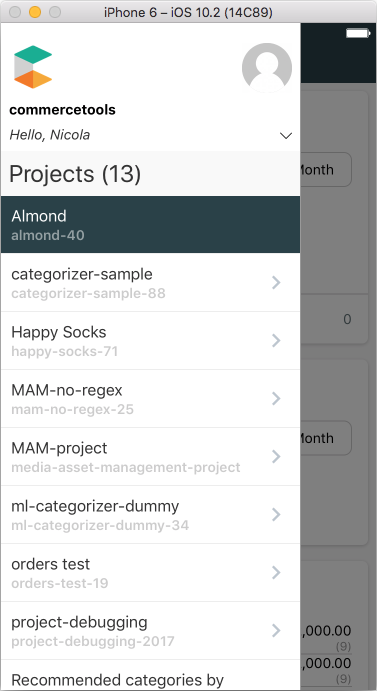 iPhone 6 – iOS 10.2 (14C89)
commercetools
Hello, Nicola
Projects (13)
Almond
almond-40
categorizer-sample
categorizer-sample-88
Month
0
Happy Socks
happy-socks-71
MAM-no-regex
mam-no-regex-25
MAM-project
media-asset-management-project
Month
ml-categorizer-dummy
ml-categorizer-dummy-34
orders test
orders-test-19
project-debugging
project-debugging-2017
,000.00
(9)
,000.00
(9)
Recommended categories by